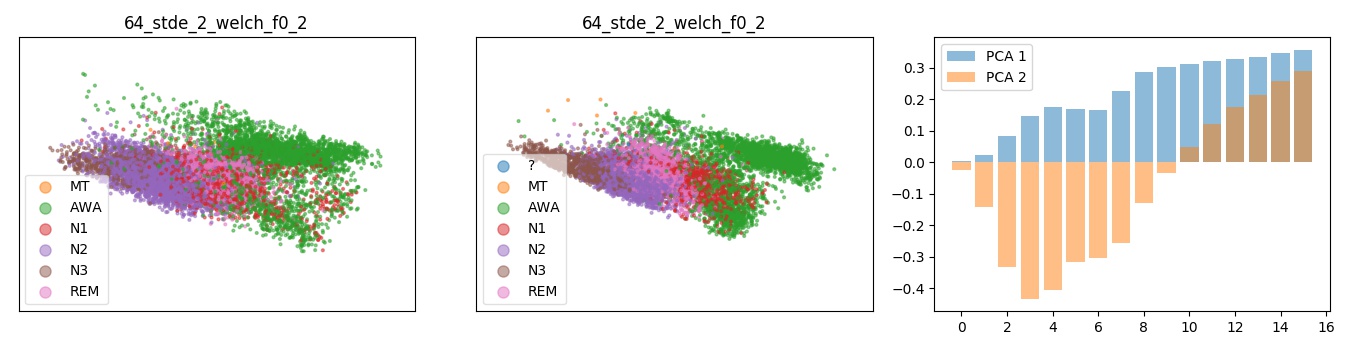 64_stde_2_welch_f0_2
MT
AWA
N1
N2
N3
REM
64_stde_2_welch_f0_2
?
MT
AWA
N1
N2
N3
REM
PCA 1
PCA 2
0.3
0.2
0.1
0.0
−0.1
−0.2
−0.3
−0.4
0 2 4 6 8 10 12 14 16